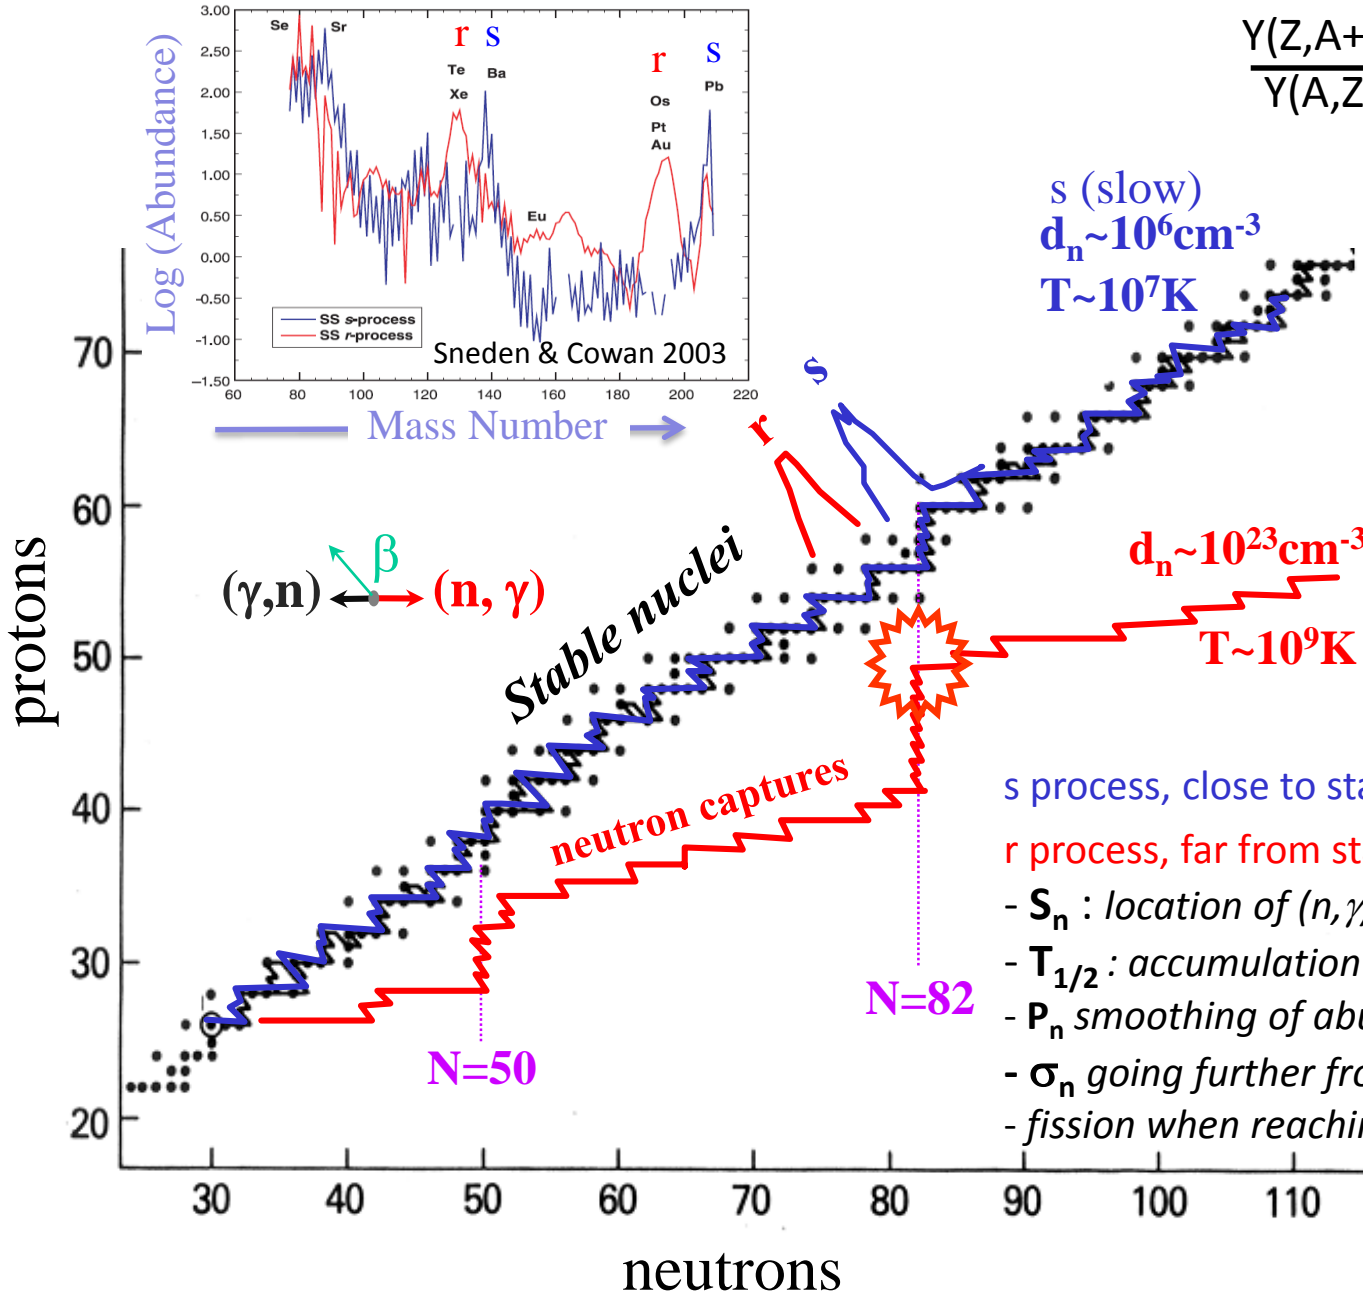 Y(Z,A+
Y(A,Z
3.00
2.50
2.00
1.50
1.00
0.50
0.00
-0.50
-1.00
-1.50
Log (Abundance)
Se
Sr
r
s
Te
Xe
Ba
Eu
r
Os
Pt
Au
s
Pb
SS s-process
SS r-process
Sneden & Cowan 2003
60 80 100 120 140 160 180 200 220
Mass Number
s (slow)
dn~10⁶cm⁻³
T~10⁷K
r
s
(γ,n)
β
(n, γ)
Stable nuclei
neutron captures
dn~10²³cm⁻³
T~10⁹K
s process, close to sta
r process, far from st
- Sn : location of (n,γ)
- T1/2 : accumulation
- Pn smoothing of abu
- σn going further fro
- fission when reachin
N=82
N=50
protons
70
60
50
40
30
20
30 40 50 60 70 80 90 100 110
neutrons